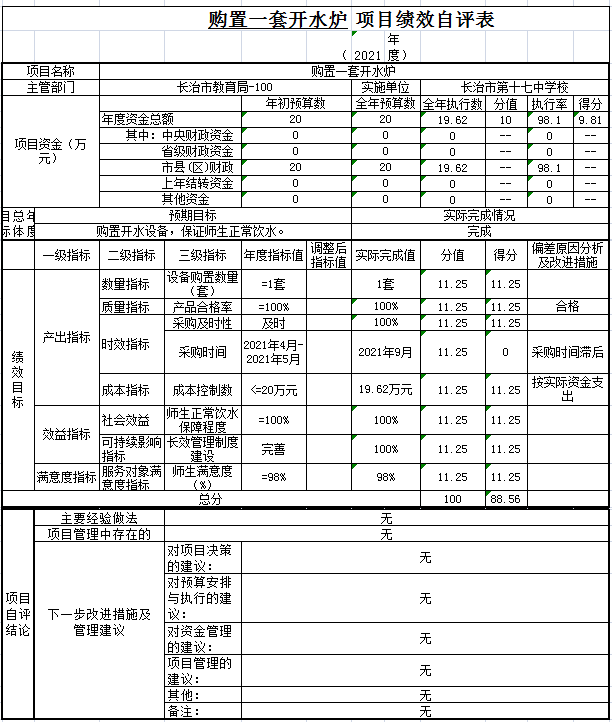 购置一套开水炉 项目绩效自评表
年
（ 2021 度）
项目名称 购置一套开水炉
主管部门 长治市教育局-100 实施单位 长治市第十七中学校
项目资金（万元） 年初预算数 全年预算数 全年执行数 分值 执行率 得分
年度资金总额 20 20 19.62 10 98.1 9.81
其中：中央财政资金 0 0 0 -- 0 --
省级财政资金 0 0 0 -- 0 --
市县(区)财政 20 20 19.62 -- 98.1 --
上年结转资金 0 0 0 -- 0 --
其他资金 0 0 0 -- 0 --
目总年 预期目标 实际完成情况
标体度 购置开水设备，保证师生正常饮水。 完成
绩效目标 一级指标 二级指标 三级指标 年度指标值 调整后指标值 实际完成值 分值 得分 偏差原因分析及改进措施
产出指标 数量指标 设备购置数量（套） =1套 1套 11.25 11.25
质量指标 产品合格率 =100% 100% 11.25 11.25 合格
时效指标 采购及时性 及时 100% 11.25 11.25
采购时间 2021年4月-2021年5月 2021年9月 11.25 0 采购时间滞后
成本指标 成本控制数 <=20万元 19.62万元 11.25 11.25 按实际资金支出
效益指标 社会效益 师生正常饮水保障程度 =100% 100% 11.25 11.25
可持续影响指标 长效管理制度建设 完善 100% 11.25 11.25
满意度指标 服务对象满意度指标 师生满意度（%） =98% 98% 11.25 11.25
总分 100 88.56
项目自评结论 主要经验做法 无
项目管理中存在的 无
下一步改进措施及管理建议 对项目决策的建议： 无
对预算安排与执行的建议： 无
对资金管理的建议： 无
项目管理的建议： 无
其他： 无
备注： 无